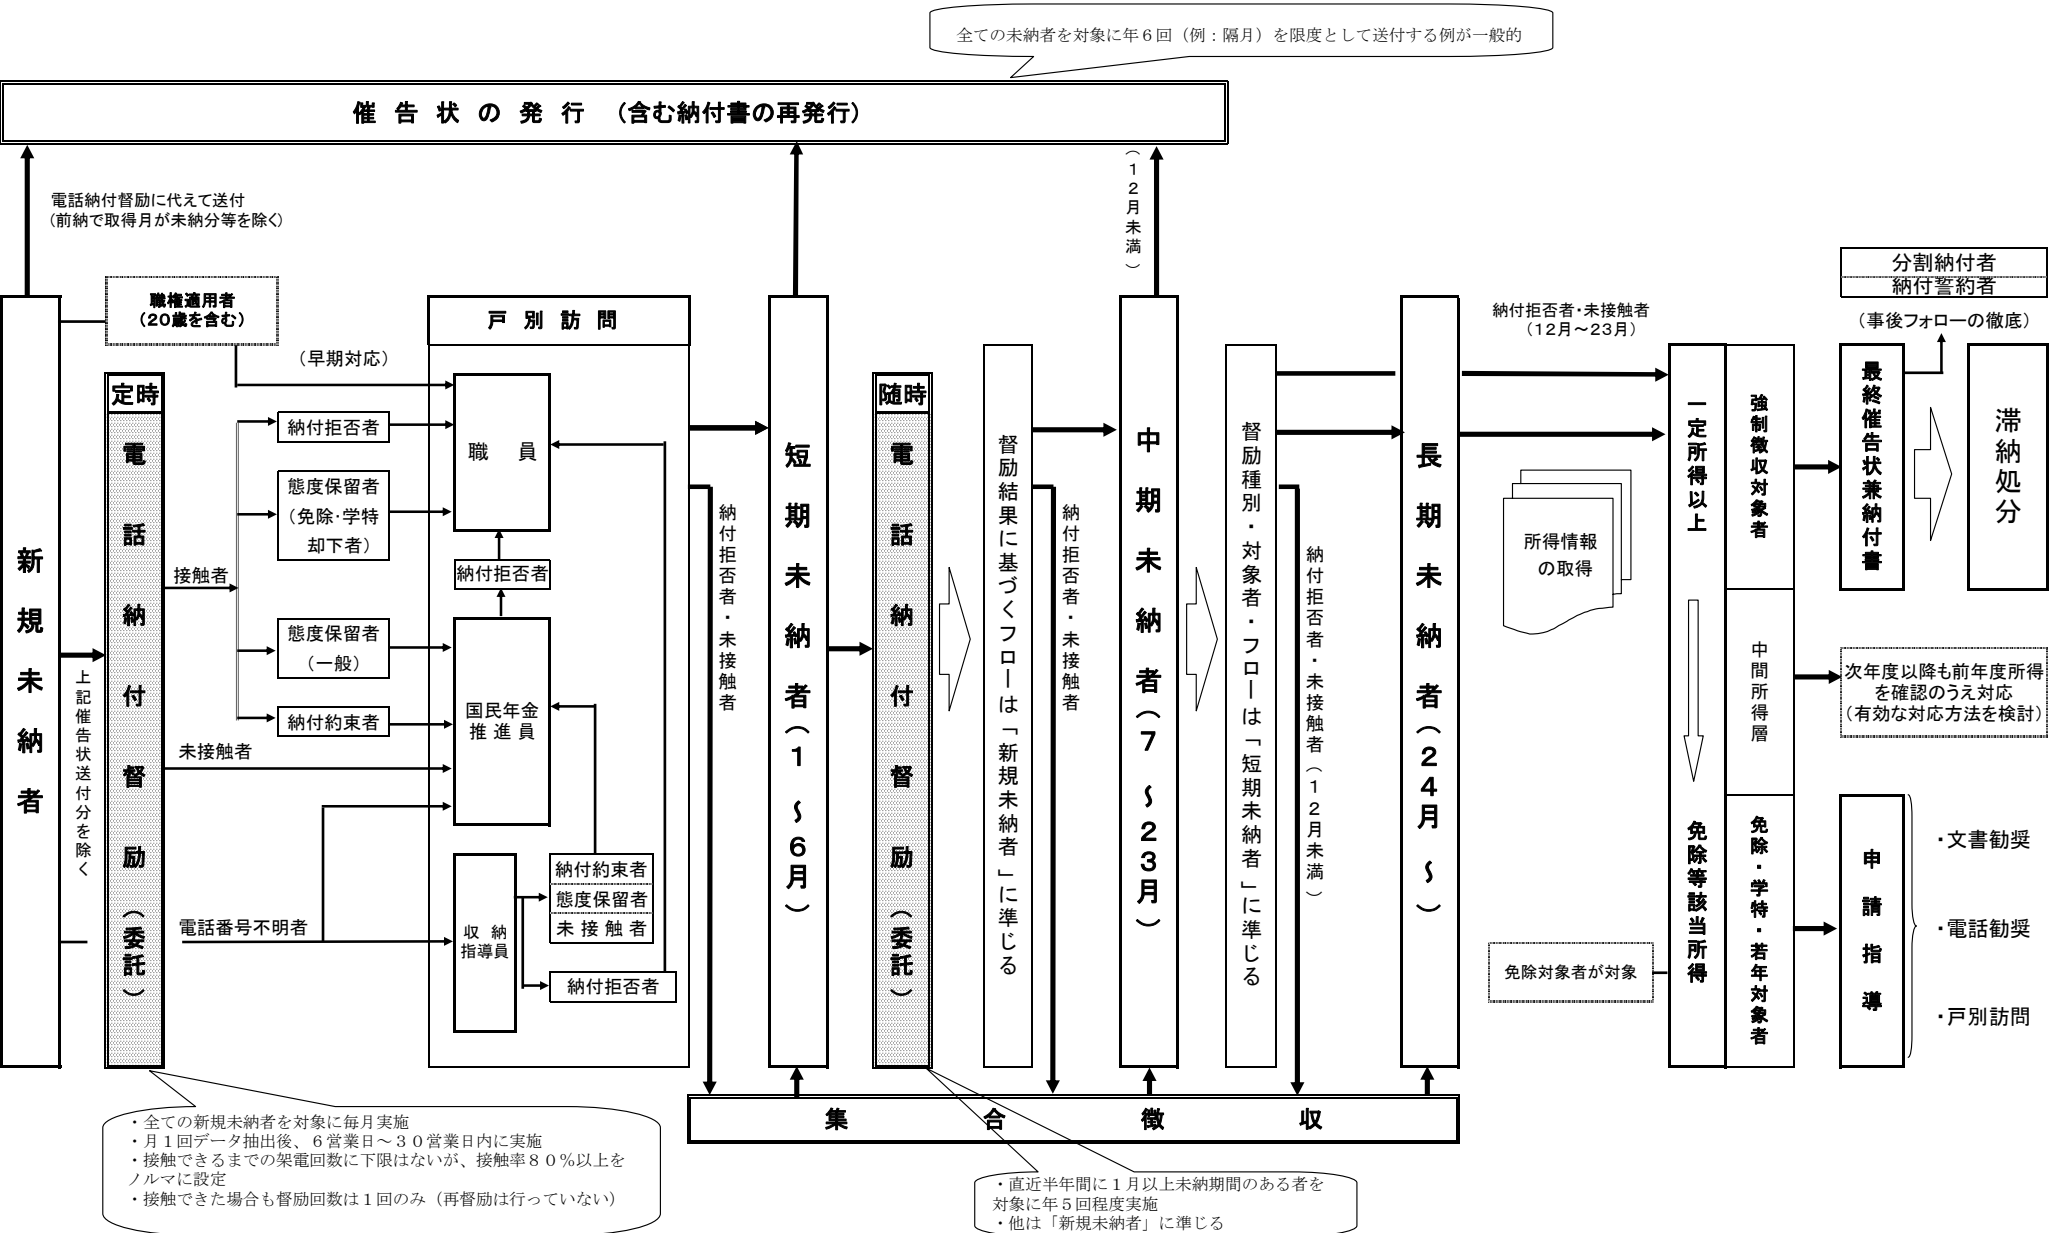 全ての未納者を対象に年６回（例：隔月）を限度として送付する例が一般的
催告状の発行 （含む納付書の再発行）
電話納付督励に代えて送付
(前納で取得月が未納分等を除く)
（１２月未満）
職権適用者
（20歳を含む）
（早期対応）
新規未納者
上記催告状送付分を除く
定時
電話納付督励（委託）
接触者
未接触者
電話番号不明者
納付拒否者
態度保留者
（免除・学特
却下者）
態度保留者
（一般）
納付約束者
戸別訪問
職員
納付拒否者
国民年金
推進員
収納
指導員
納付約束者
態度保留者
未接触者
納付拒否者
納付拒否者・未接触者
短期未納者（１～６月）
随時
電話納付督励（委託）
督励結果に基づくフローは「新規未納者」に準じる
納付拒否者・未接触者
中期未納者（７～２３月）
督励種別・対象者・フローは「短期未納者」に準じる
納付拒否者・未接触者（１２月未満）
長期未納者（２４月～）
集合徴収
納付拒否者・未接触者
（１２月～２３月）
所得情報
の取得
免除対象者が対象
一定所得以上
免除等該当所得
強制徴収対象者
中間所得層
免除・学特・若年対象者
分割納付者
納付誓約者
（事後フォローの徹底）
最終催告状兼納付書
滞納処分
次年度以降も前年度所得
を確認のうえ対応
（有効な対応方法を検討）
申請指導
・文書勧奨
・電話勧奨
・戸別訪問
・全ての新規未納者を対象に毎月実施
・月１回データ抽出後、６営業日～３０営業日内に実施
・接触できるまでの架電回数に下限はないが、接触率８０％以上を
ノルマに設定
・接触できた場合も督励回数は１回のみ（再督励は行っていない）
・直近半年間に１月以上未納期間のある者を
対象に年５回程度実施
・他は「新規未納者」に準じる